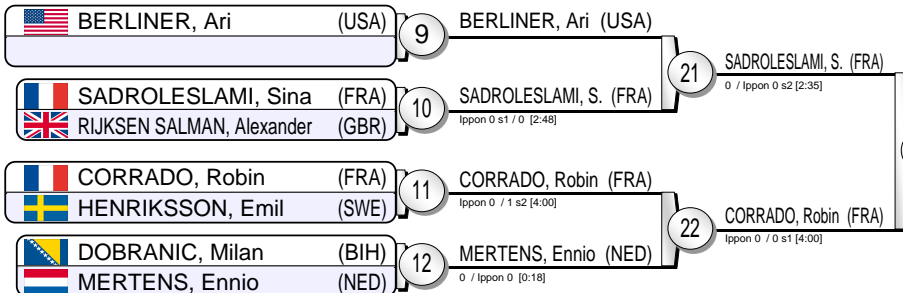 BERLINER, Ari (USA)
9
BERLINER, Ari (USA)
SADROLESLAMI, Sina (FRA)
RIJKSEN SALMAN, Alexander (GBR)
10
SADROLESLAMI, S. (FRA)
Ippon 0 s1 / 0 [2:48]
21
SADROLESLAMI, S. (FRA)
0 / Ippon 0 s2 [2:35]
CORRADO, Robin (FRA)
HENRIKSSON, Emil (SWE)
11
CORRADO, Robin (FRA)
Ippon 0 / 1 s2 [4:00]
DOBRANIC, Milan (BIH)
MERTENS, Ennio (NED)
12
MERTENS, Ennio (NED)
0 / Ippon 0 [0:18]
22
CORRADO, Robin (FRA)
Ippon 0 / 0 s1 [4:00]